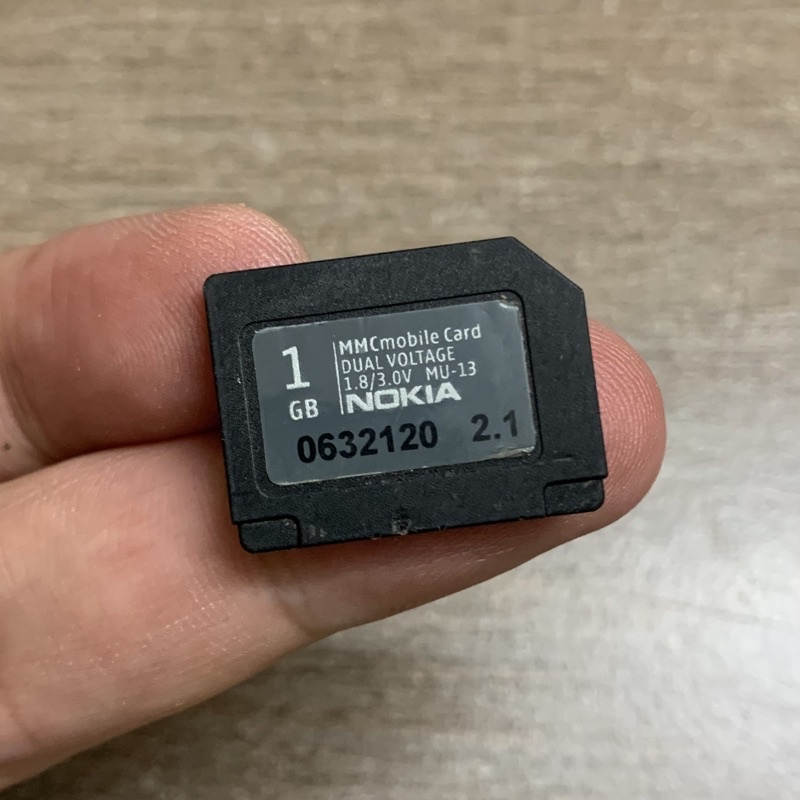 1 GB
MMCmobile Card
DUAL VOLTAGE
1.8/3.0V MU-13
NOKIA
0632120 2.1